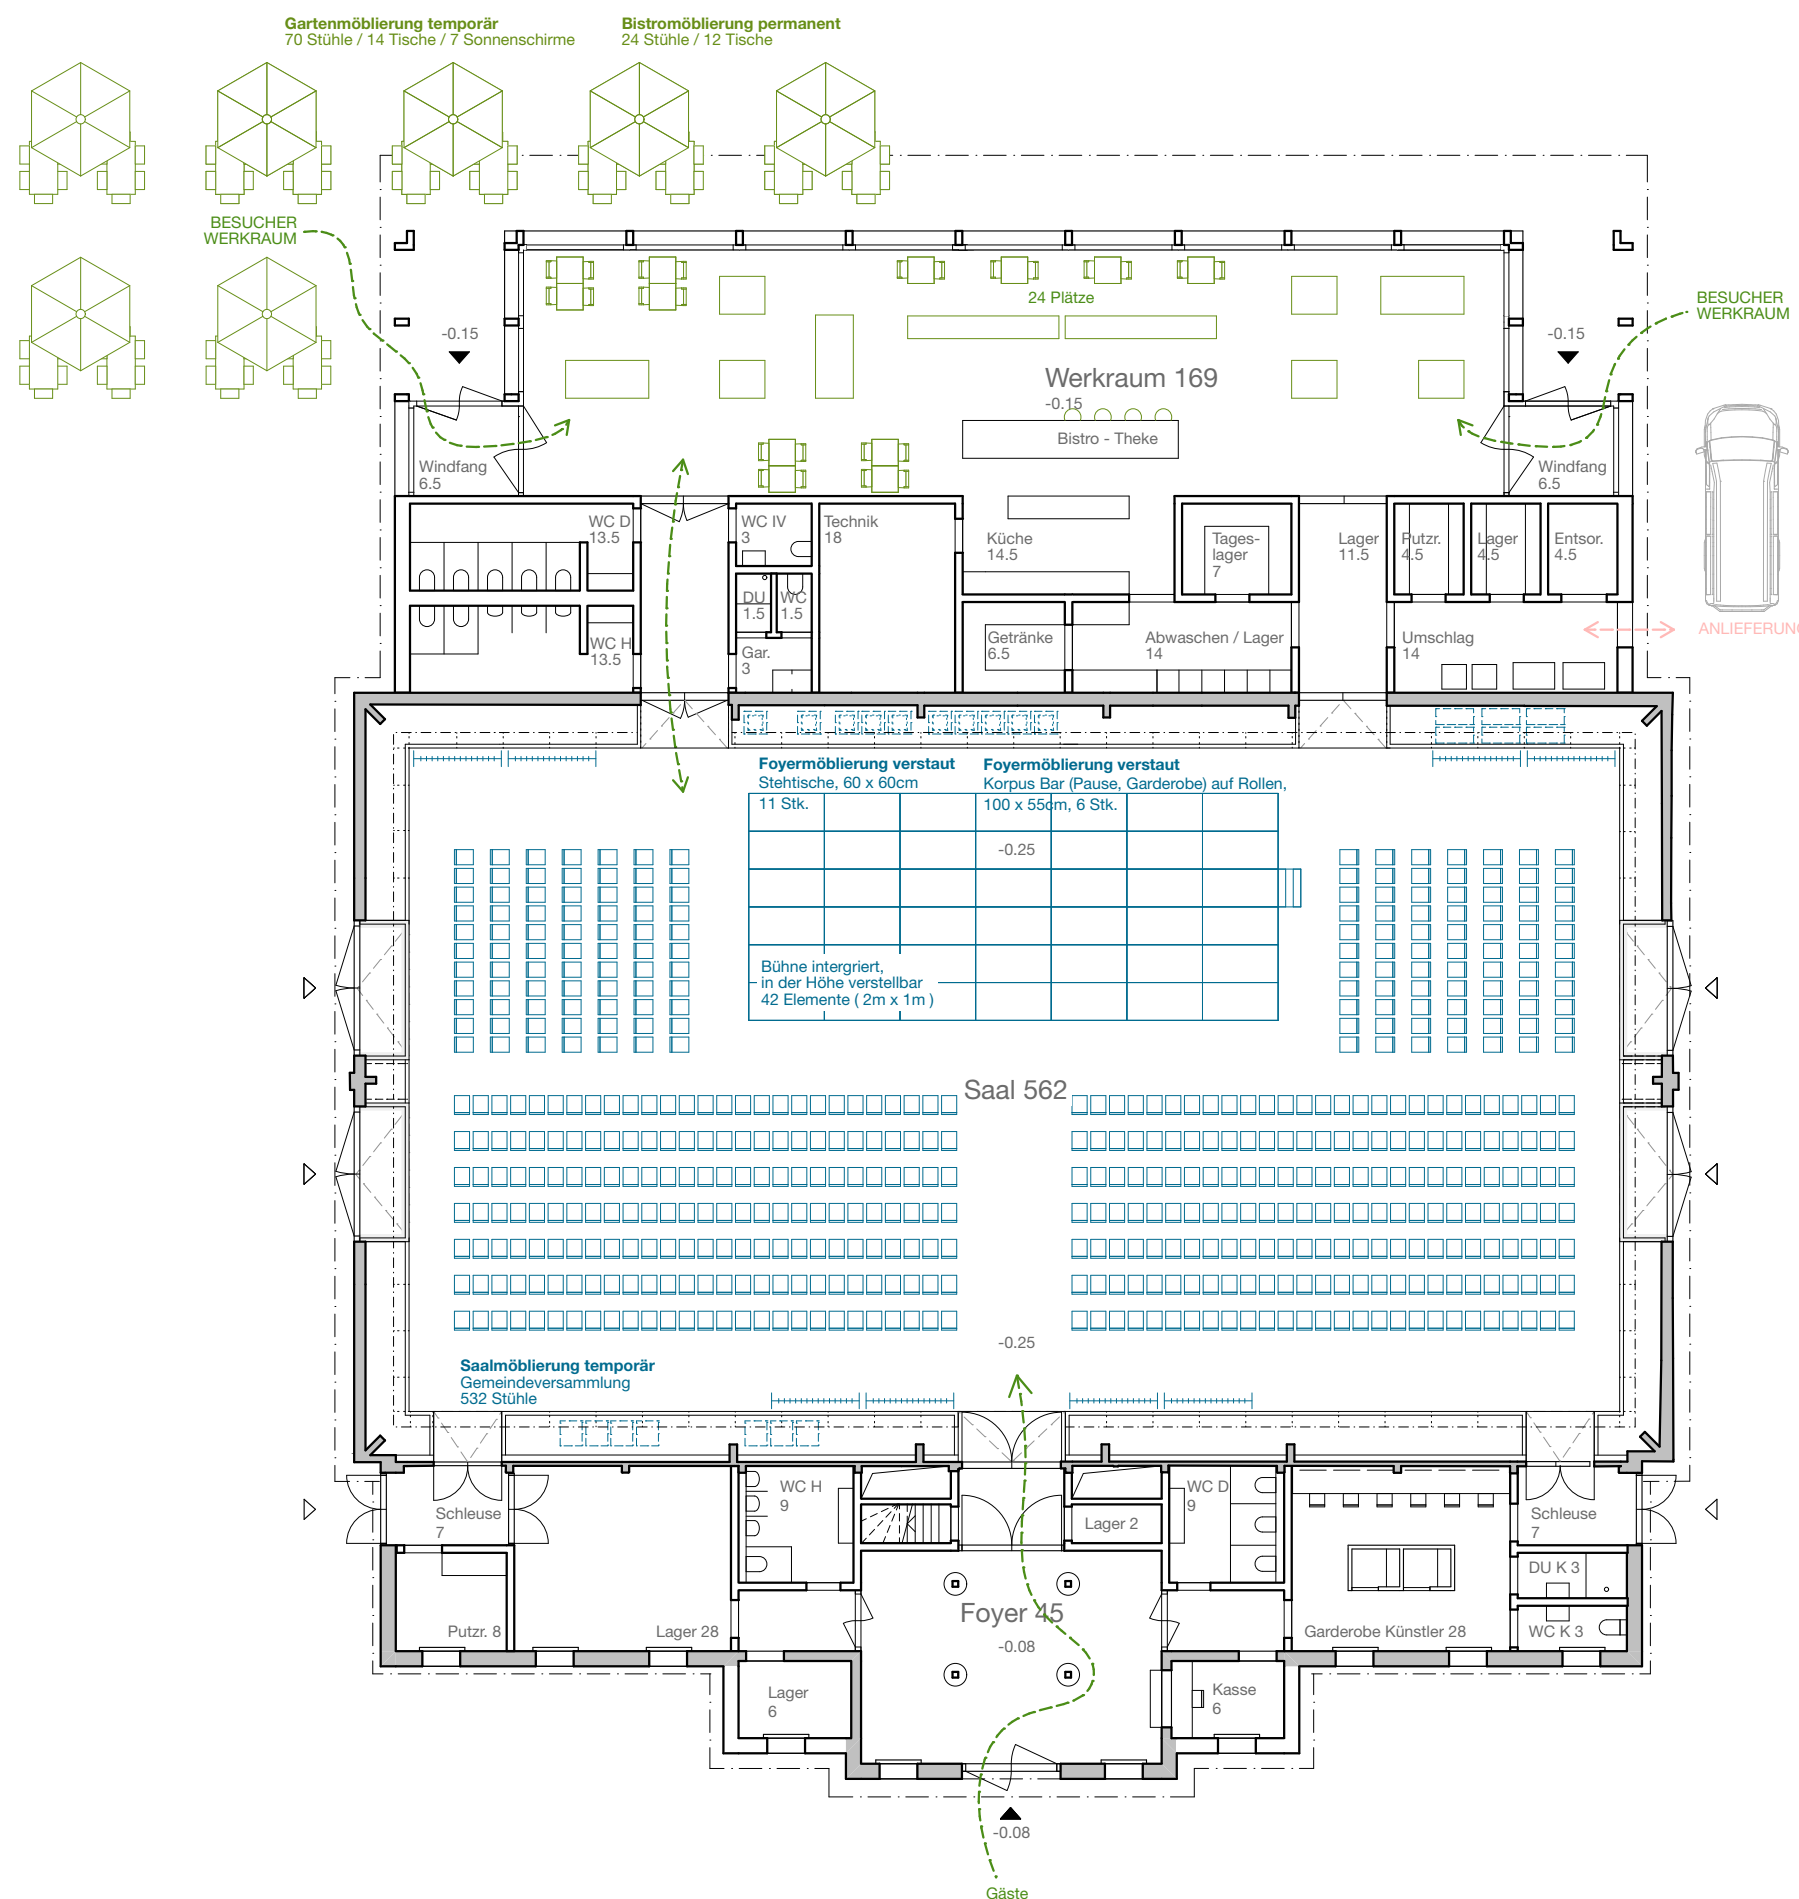 Gartenmöblierung temporär
70 Stühle / 14 Tische / 7 Sonnenschirme
Bistromöblierung permanent
24 Stühle / 12 Tische
BESUCHER
WERKRAUM
24 Plätze
BESUCHER
WERKRAUM
-0.15
-0.15
Werkraum 169
-0.15
Bistro - Theke
Windfang
6.5
Windfang
6.5
WC D
13.5
WC IV
3
Technik
18
Küche
14.5
Tages-
lager
7
Lager
11.5
Putzr.
4.5
Lager
4.5
Entsor.
4.5
DU
1.5
WC
1.5
WC H
13.5
Gar.
3
Getränke
6.5
Abwaschen / Lager
14
Umschlag
14
ANLIEFERUNG
Foyermöblierung verstaut
Stehtische, 60 x 60cm
11 Stk.
Foyermöblierung verstaut
Korpus Bar (Pause, Garderobe) auf Rollen,
100 x 55cm, 6 Stk.
-0.25
Bühne intergriert,
in der Höhe verstellbar
42 Elemente ( 2m x 1m )
Saal 562
-0.25
Saalmöblierung temporär
Gemeindeversammlung
532 Stühle
Schleuse
7
WC H
9
Lager 2
WC D
9
Schleuse
7
DU K 3
Foyer 45
-0.08
Putzr. 8
Lager 28
Garderobe Künstler 28
WC K 3
Lager
6
Kasse
6
-0.08
Gäste